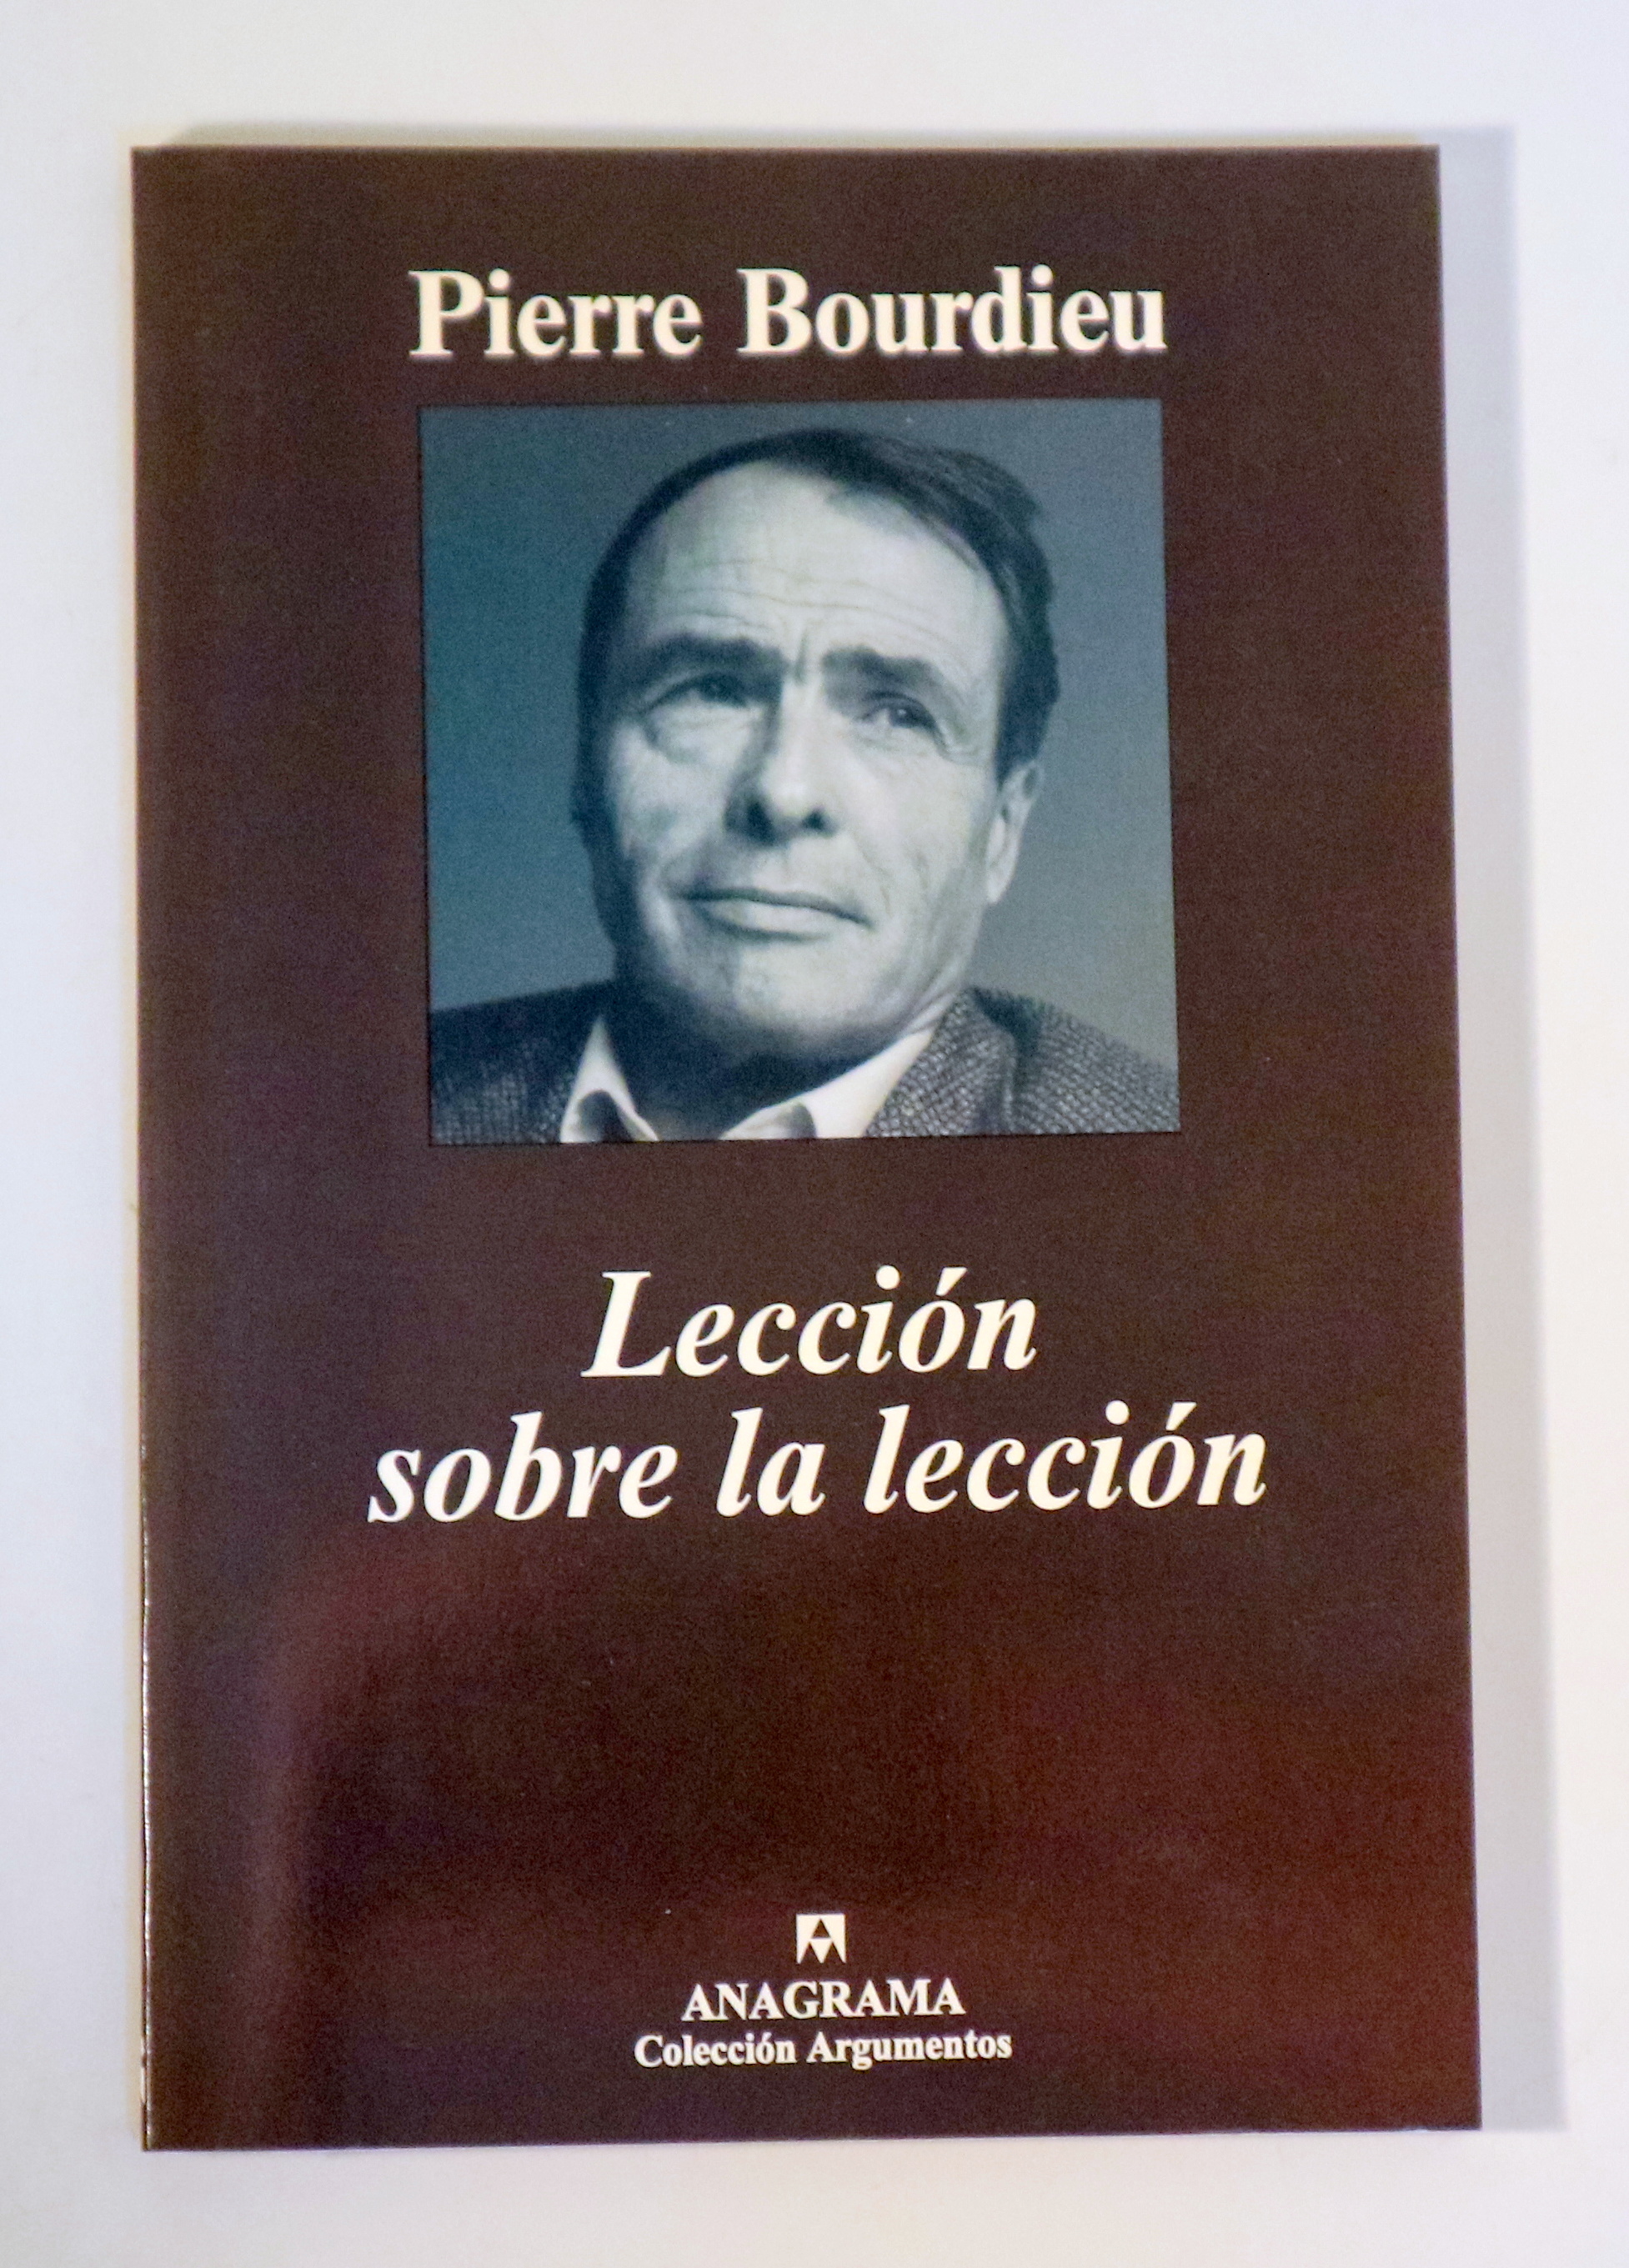 Pierre Bourdieu
Lección
sobre la lección
ANAGRAMA
Colección Argumentos